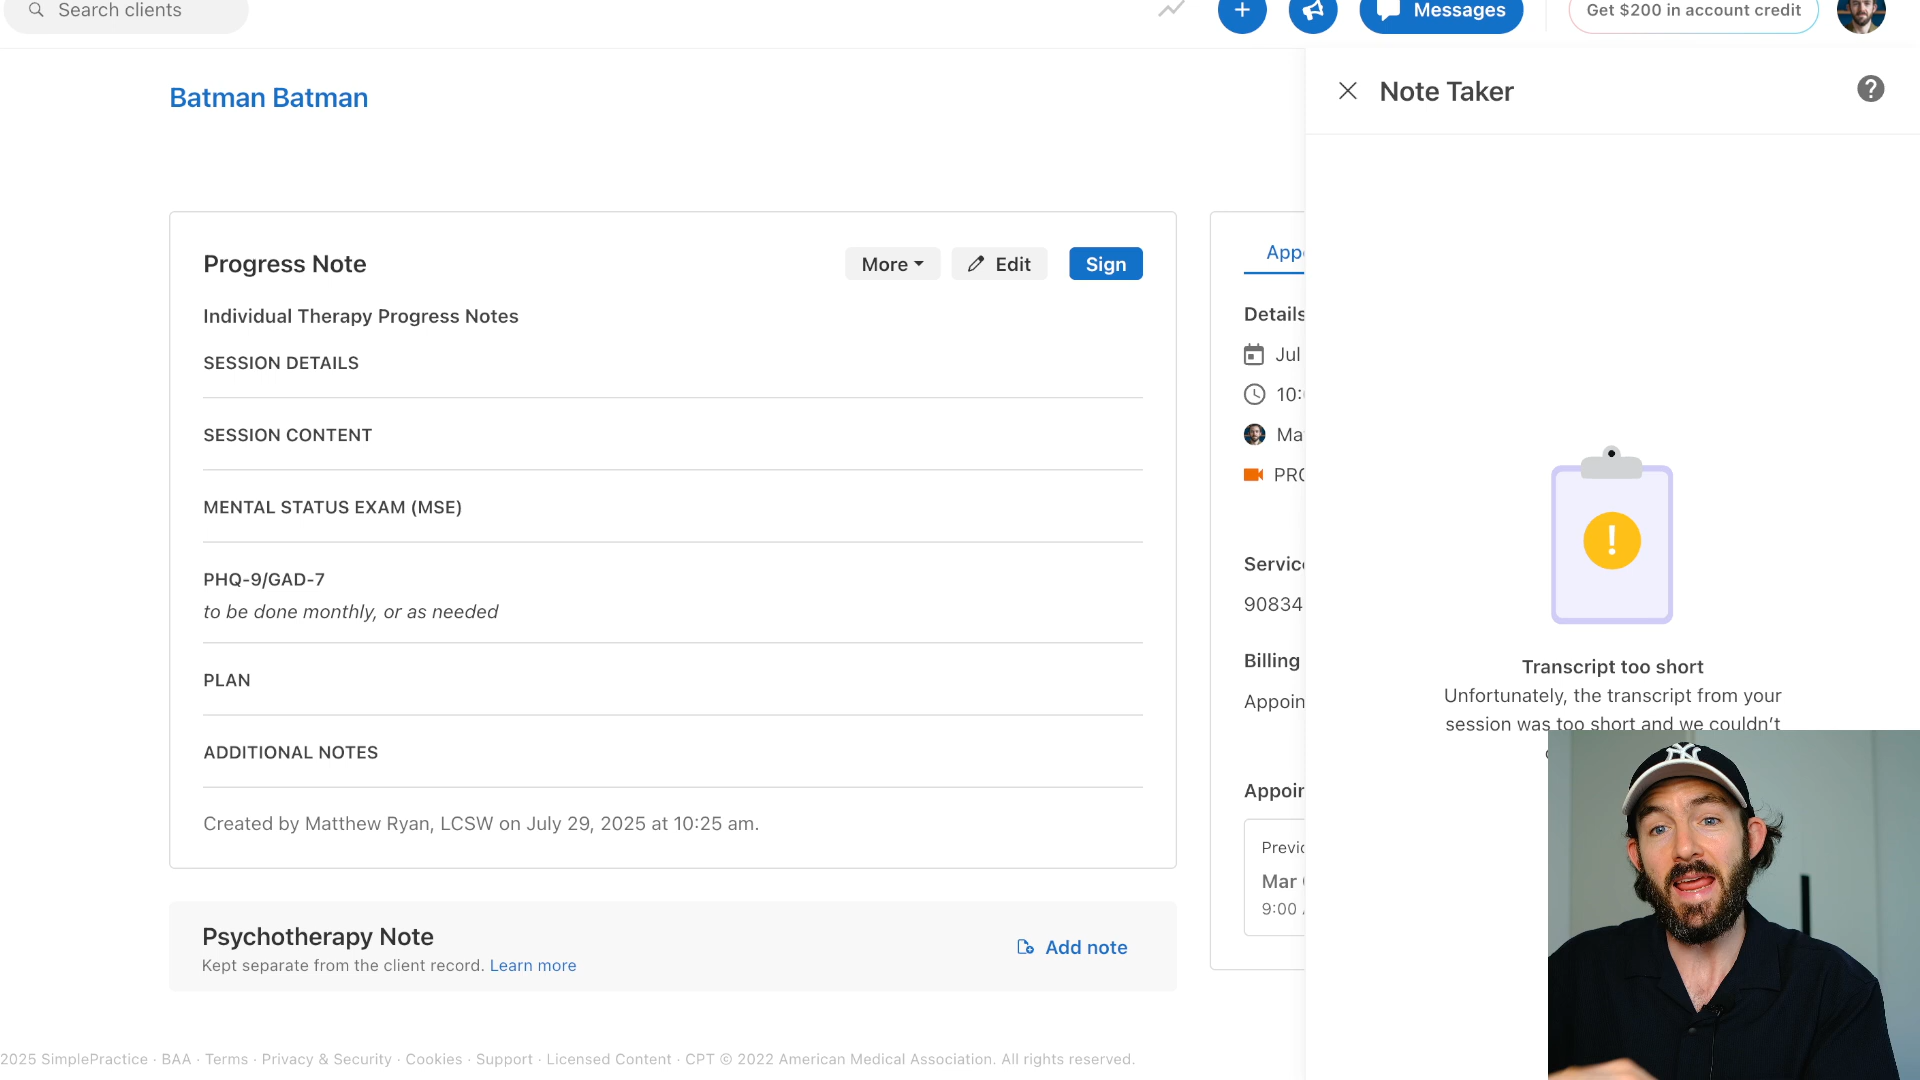 Search clients
Messages
Get $200 in account credit
Batman Batman
Note Taker
Progress Note
More
Edit
Sign
Individual Therapy Progress Notes
SESSION DETAILS
SESSION CONTENT
MENTAL STATUS EXAM (MSE)
PHQ-9/GAD-7
to be done monthly, or as needed
PLAN
ADDITIONAL NOTES
Created by Matthew Ryan, LCSW on July 29, 2025 at 10:25 am.
Psychotherapy Note
Kept separate from the client record. Learn more
Add note
Details
Jul
10:
90834
Billing
Mar
9:00
Transcript too short
Unfortunately, the transcript from your
session was too short and we couldn't
2025 SimplePractice · BAA · Terms · Privacy & Security · Cookies · Support · Licensed Content · CPT © 2022 American Medical Association. All rights reserved.